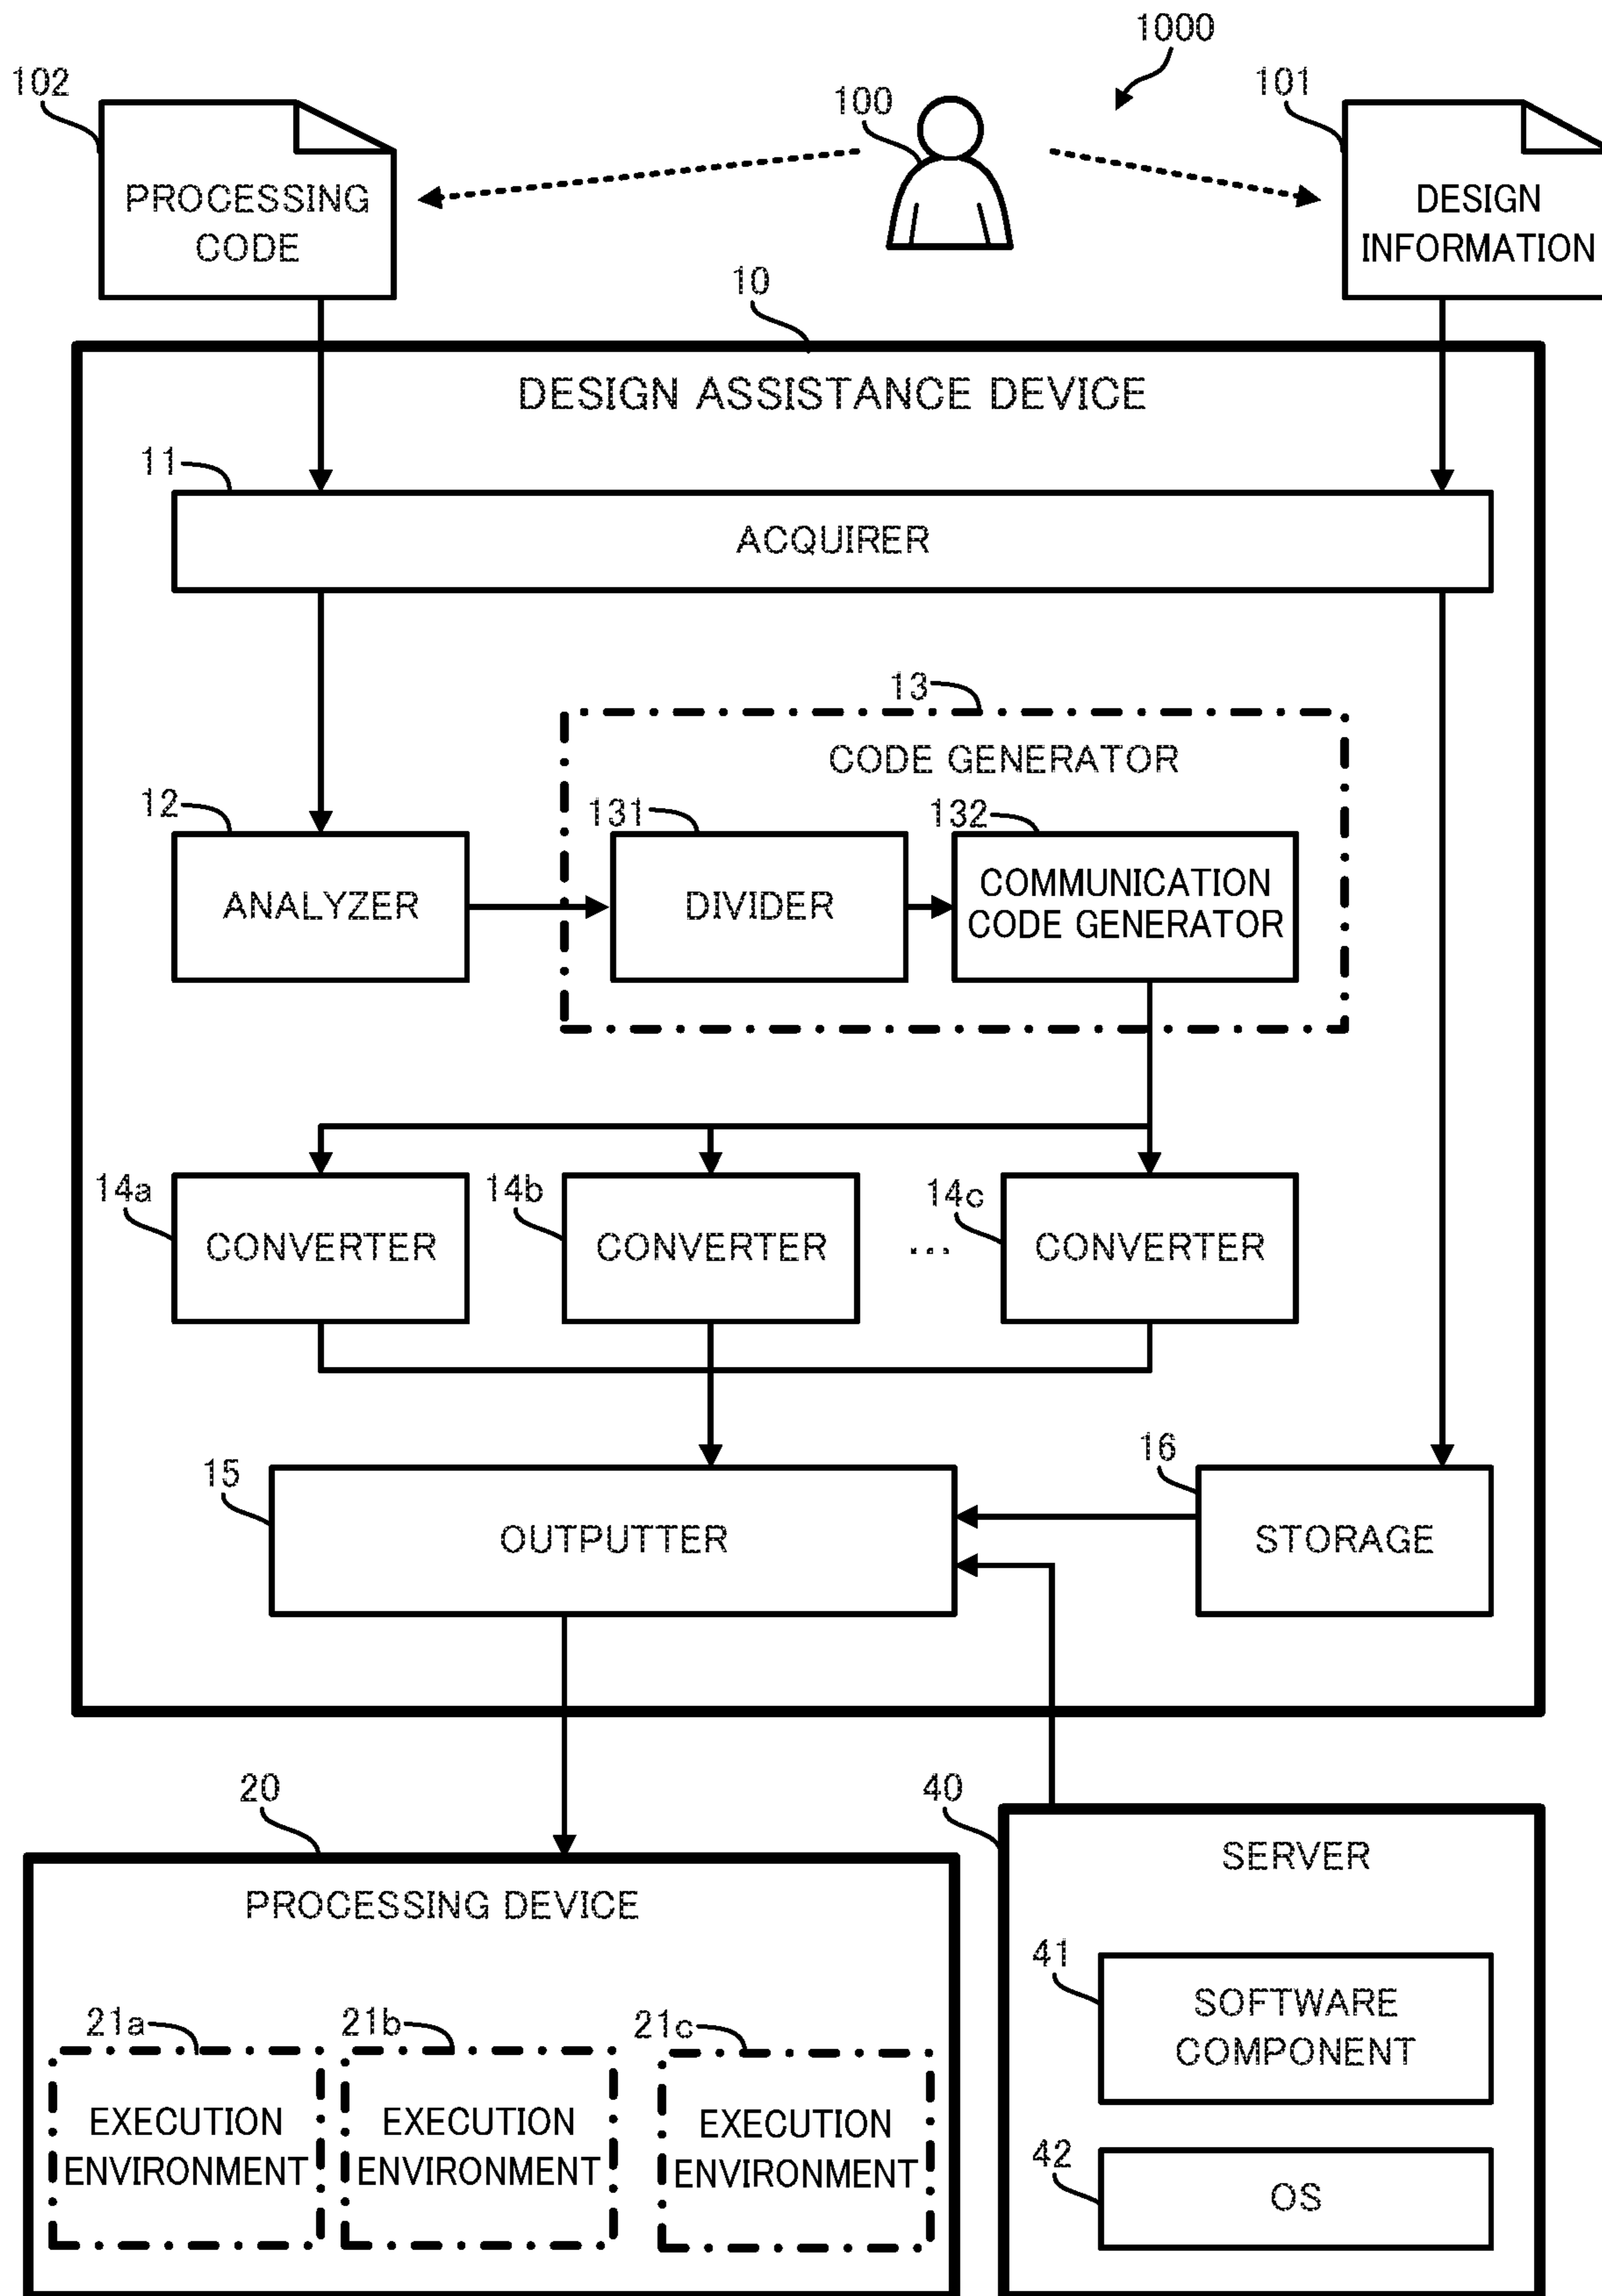 1000
102
100
101
PROCESSING
CODE
DESIGN
INFORMATION
10
DESIGN ASSISTANCE DEVICE
11
ACQUIRER
13
CODE GENERATOR
12
131
132
ANALYZER
DIVIDER
COMMUNICATION
CODE GENERATOR
14a
14b
14c
CONVERTER
CONVERTER
...
CONVERTER
15
16
OUTPUTTER
STORAGE
20
40
PROCESSING DEVICE
SERVER
21a
21b
21c
EXECUTION
ENVIRONMENT
EXECUTION
ENVIRONMENT
EXECUTION
ENVIRONMENT
41
SOFTWARE
COMPONENT
42
OS